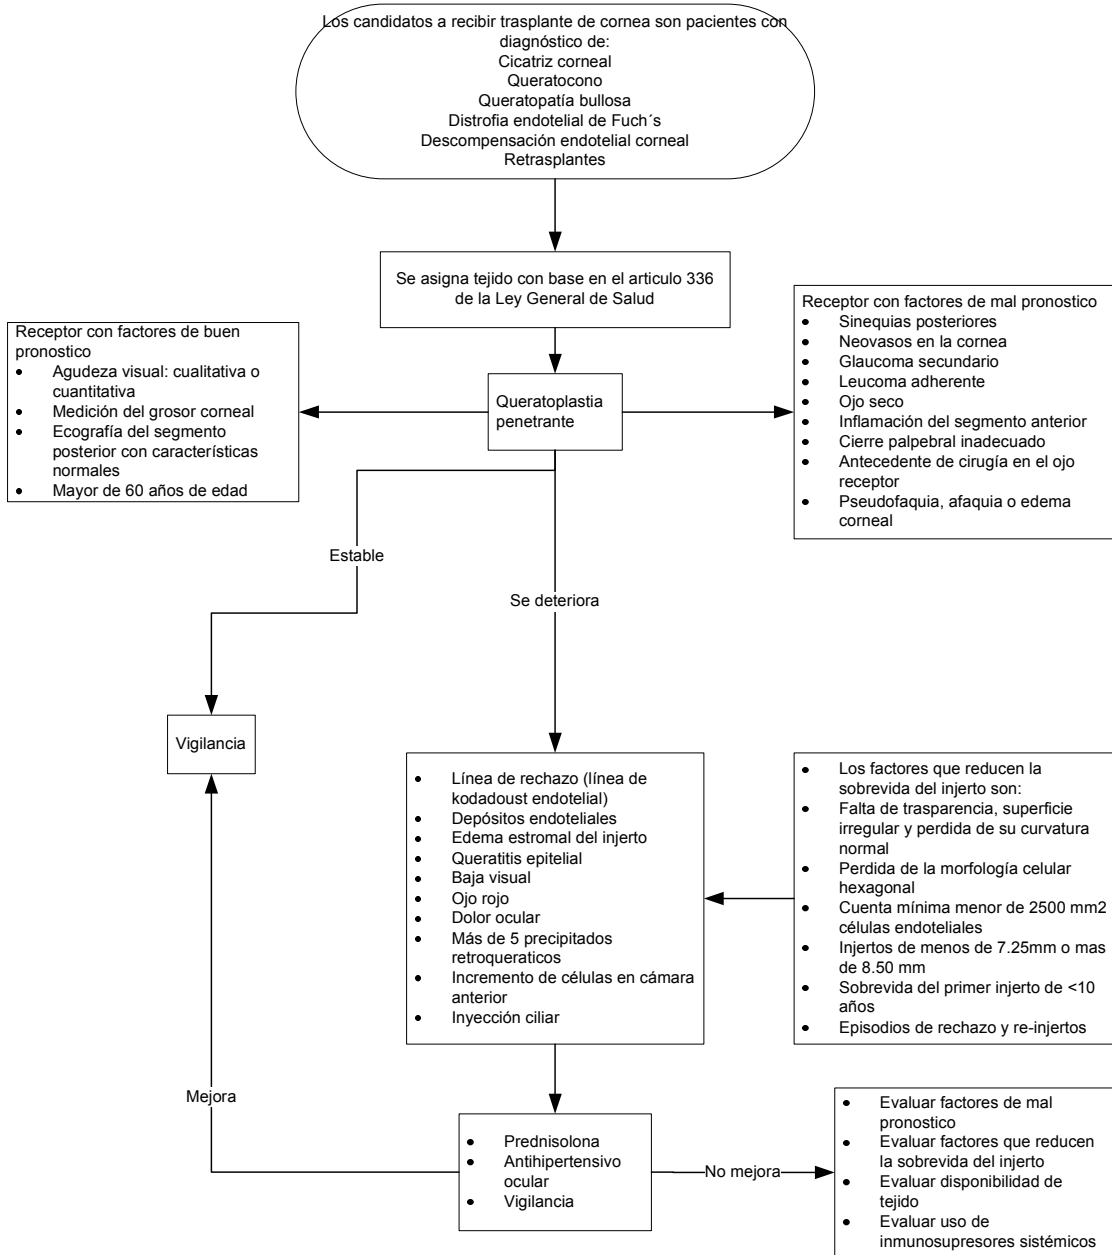 Los candidatos a recibir trasplante de cornea son pacientes con
diagnóstico de:
Cicatriz corneal
Queratocono
Queratopatía bullosa
Distrofia endotelial de Fuch´s
Descompensación endotelial corneal
Retrasplantes
Se asigna tejido con base en el articulo 336
de la Ley General de Salud
Receptor con factores de buen
pronostico
• Agudeza visual: cualitativa o
cuantitativa
• Medición del grosor corneal
• Ecografía del segmento
posterior con características
normales
• Mayor de 60 años de edad
Queratoplastia
penetrante
Receptor con factores de mal pronostico
• Sinequias posteriores
• Neovasos en la cornea
• Glaucoma secundario
• Leucoma adherente
• Ojo seco
• Inflamación del segmento anterior
• Cierre palpebral inadecuado
• Antecedente de cirugía en el ojo
receptor
• Pseudofaquia, afaquia o edema
corneal
Estable
Se deteriora
Vigilancia
• Línea de rechazo (línea de
kodadoust endotelial)
• Depósitos endoteliales
• Edema estromal del injerto
• Queratitis epitelial
• Baja visual
• Ojo rojo
• Dolor ocular
• Más de 5 precipitados
retroqueraticos
• Incremento de células en cámara
anterior
• Inyección ciliar
• Los factores que reducen la
sobrevida del injerto son:
• Falta de trasparencia, superficie
irregular y perdida de su curvatura
normal
• Perdida de la morfología celular
hexagonal
• Cuenta mínima menor de 2500 mm2
células endoteliales
• Injertos de menos de 7.25mm o mas
de 8.50 mm
• Sobrevida del primer injerto de <10
años
• Episodios de rechazo y re-injertos
Mejora
• Prednisolona
• Antihipertensivo
ocular
• Vigilancia
No mejora
• Evaluar factores de mal
pronostico
• Evaluar factores que reducen
la sobrevida del injerto
• Evaluar disponibilidad de
tejido
• Evaluar uso de
inmunosupresores sistémicos